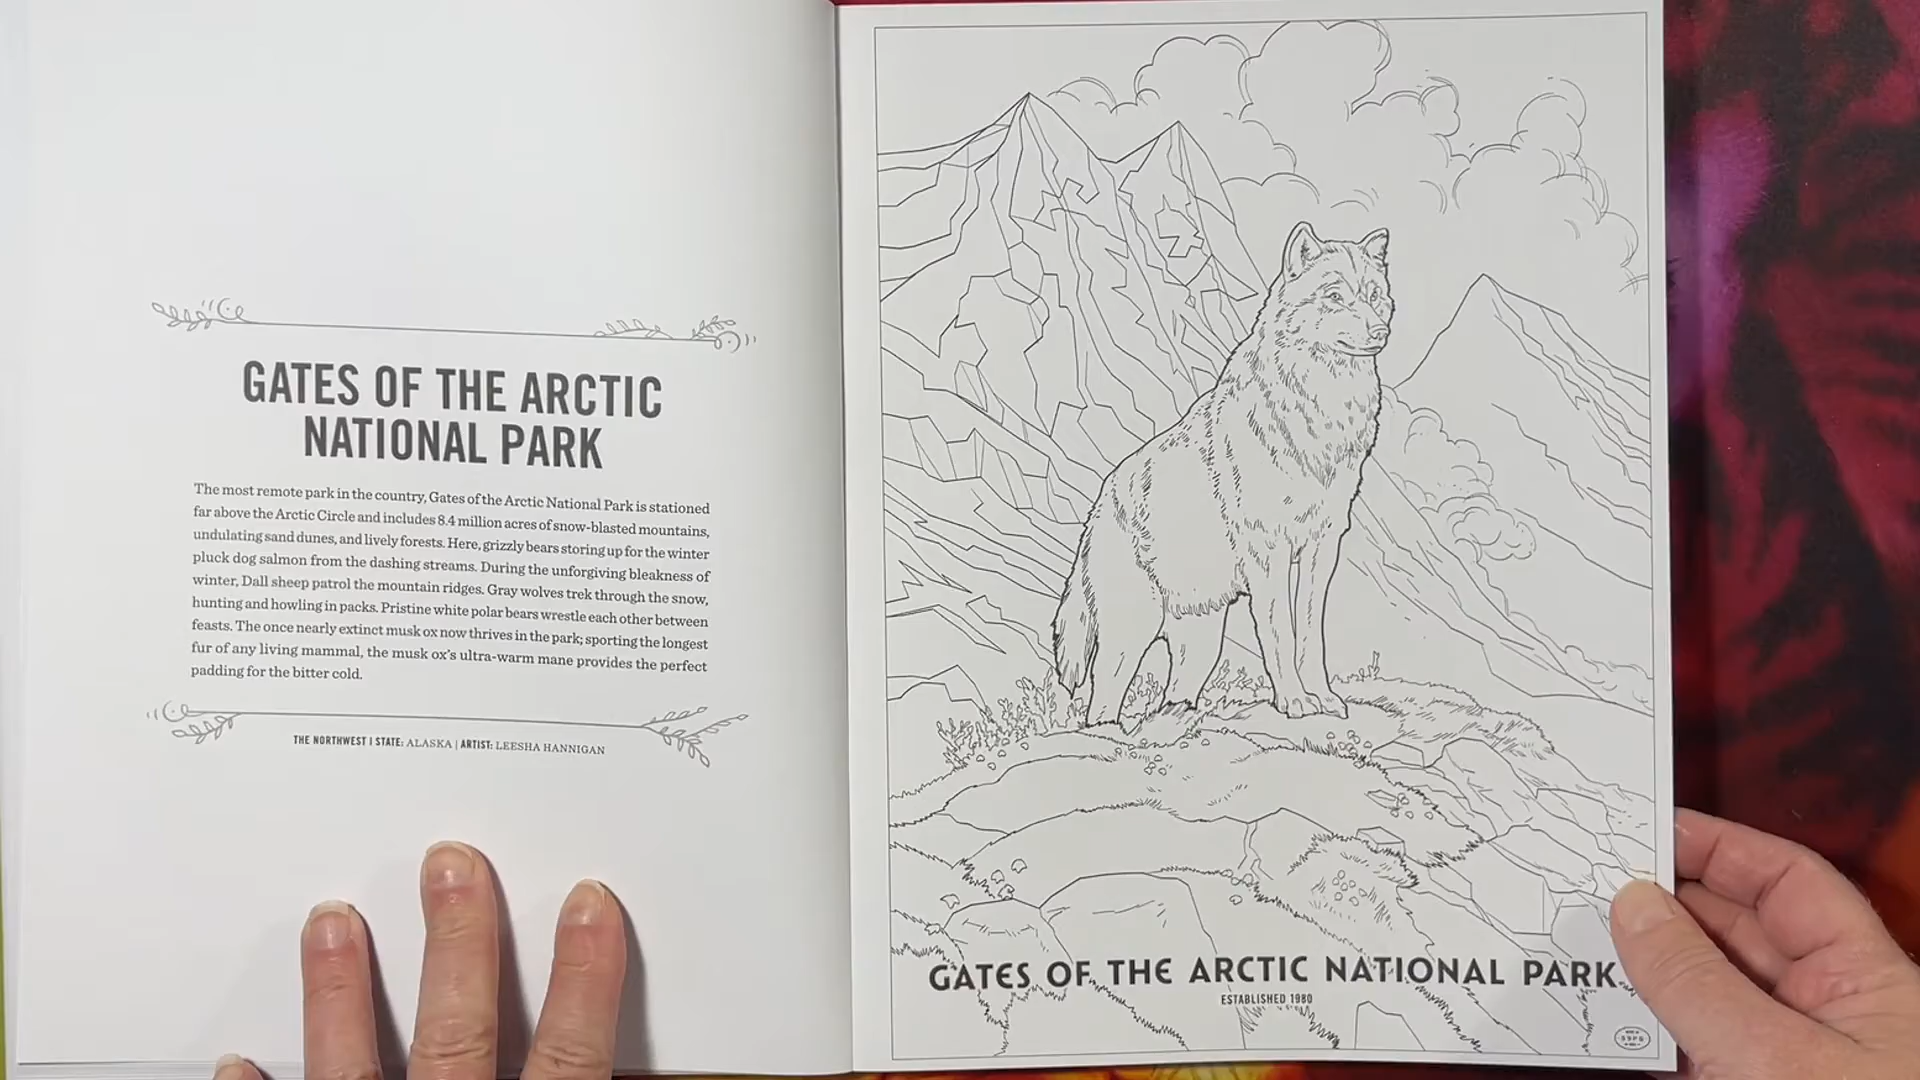 GATES OF THE ARCTIC
NATIONAL PARK
The most remote park in the country, Gates of the Arctic National Park is stationed
far above the Arctic Circle and includes 8.4 million acres of snow-blasted mountains,
undulating sand dunes, and lively forests. Here, grizzly bears storing up for the winter
pluck dog salmon from the dashing streams. During the unforgiving bleakness of
winter, Dall sheep patrol the mountain ridges. Gray wolves trek through the snow,
hunting and howling in packs. Pristine white polar bears wrestle each other between
feasts. The once nearly extinct musk ox now thrives in the park; sporting the longest
fur of any living mammal, the musk ox's ultra-warm mane provides the perfect
padding for the bitter cold.
THE NORTHWEST | STATE: ALASKA | ARTIST: LEESHA HANNIGAN
GATES OF THE ARCTIC NATIONAL PARK
ESTABLISHED 1980